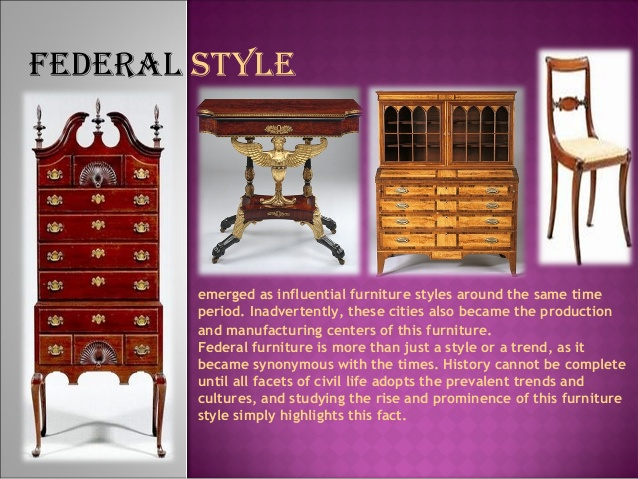 FEDERAL STYLE
emerged as influential furniture styles around the same time
period. Inadvertently, these cities also became the production
and manufacturing centers of this furniture.
Federal furniture is more than just a style or a trend, as it
became synonymous with the times. History cannot be complete
until all facets of civil life adopts the prevalent trends and
cultures, and studying the rise and prominence of this furniture
style simply highlights this fact.